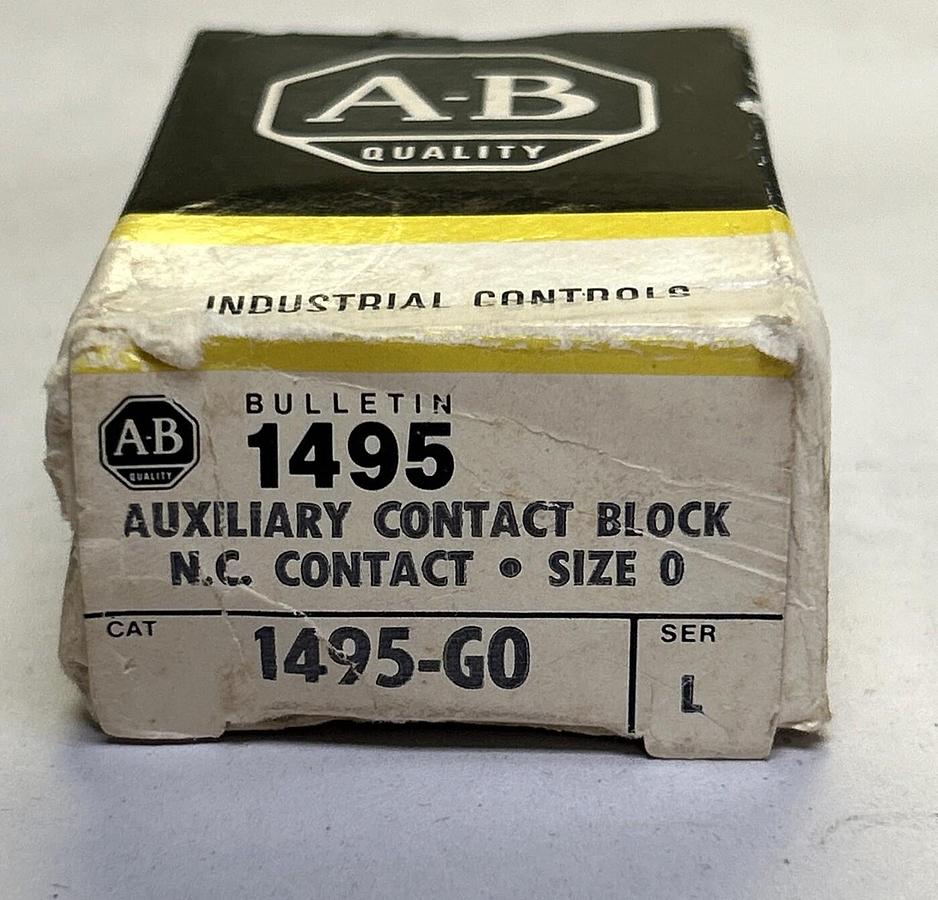 A-B
QUALITY
INDUSTRIAL CONTROLS
BULLETIN
A-B
QUALITY
1495
AUXILIARY CONTACT BLOCK
N.C. CONTACT • SIZE 0
CAT
1495-G0
SER
L